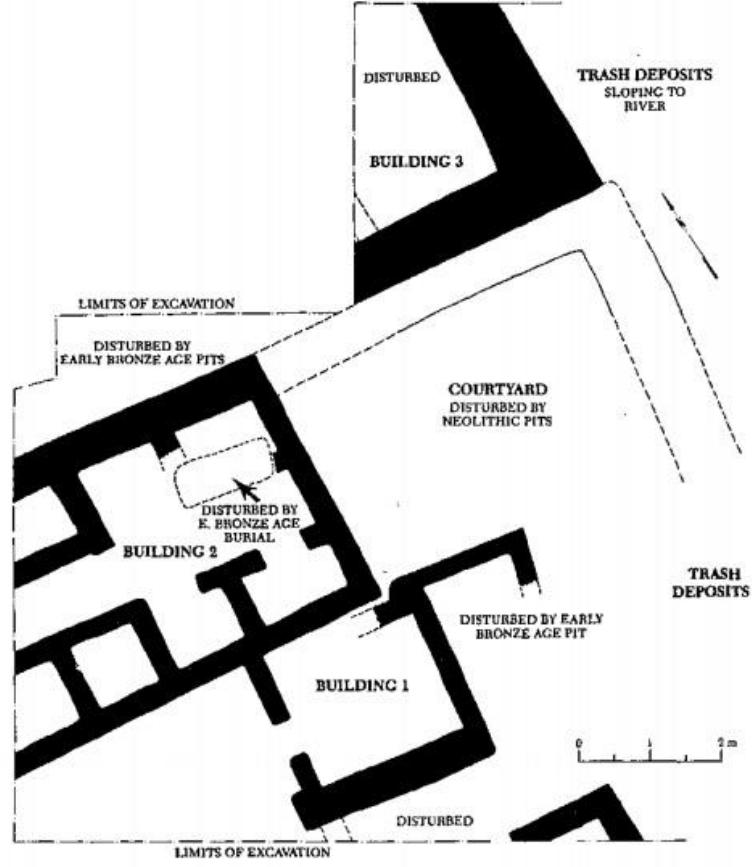 DISTURBED
TRASH DEPOSITS
SLOPING TO
RIVER
BUILDING 3
LIMITS OF EXCAVATION
DISTURBED BY
EARLY BRONZE AGE PITS
COURTYARD
DISTURBED BY
NEOLITHIC PITS
DISTURBED BY
E. BRONZE AGE
BURIAL
BUILDING 2
TRASH
DEPOSITS
DISTURBED BY EARLY
BRONZE AGE PIT
BUILDING 1
0 1 2 m
DISTURBED
LIMITS OF EXCAVATION